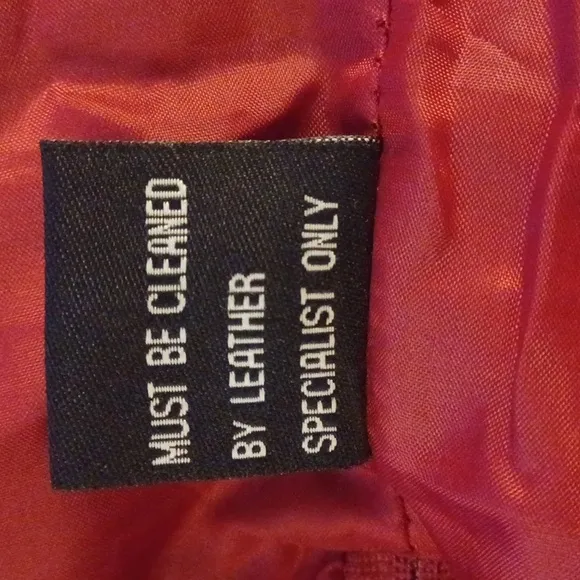 MUST BE CLEANED
BY LEATHER
SPECIALIST ONLY